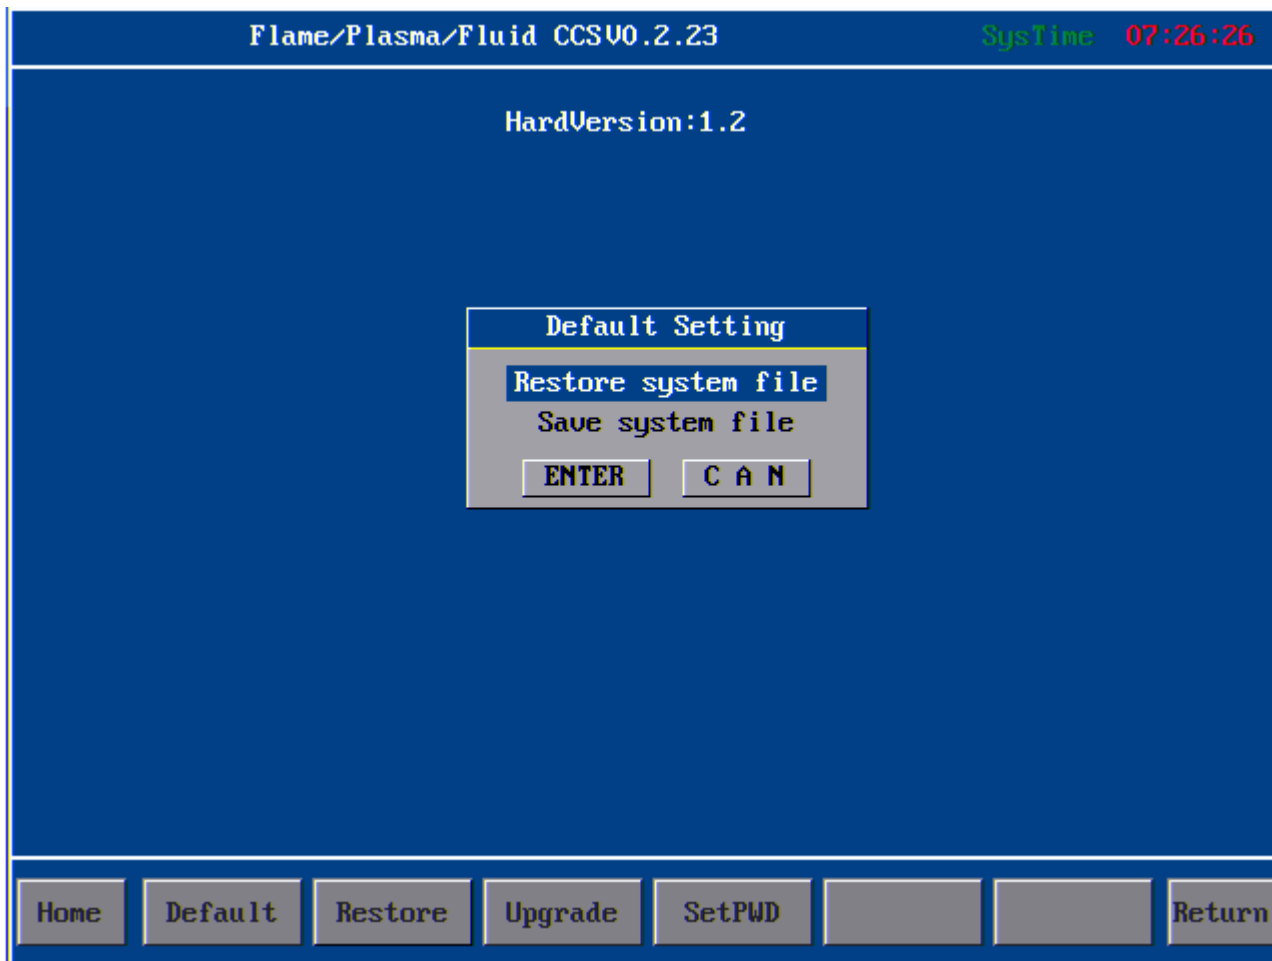 Flame/Plasma/Fluid CCSV0.2.23 SysTime 07:26:26
HardVersion:1.2
Default Setting
Restore system file
Save system file
ENTER C A N
Home Default Restore Upgrade SetPWD Return